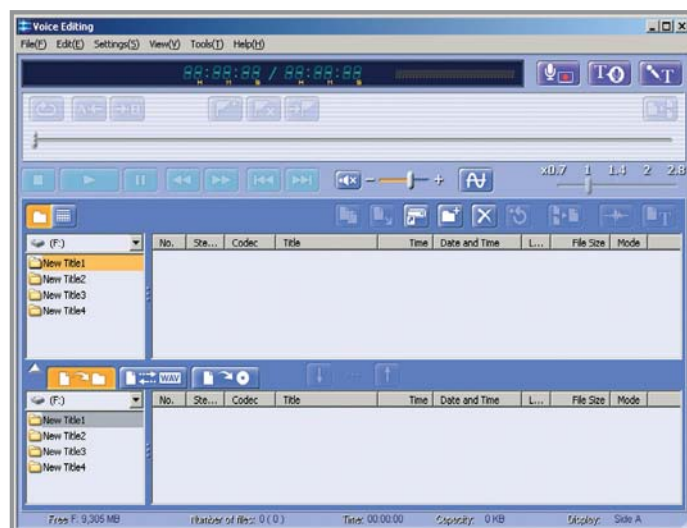 Voice Editing
File(F) Edit(E) Settings(S) View(V) Tools(T) Help(H)
88:88:88 / 88:88:88
H M S H M S
T
T
A B
x0.7 1 1.4 2 2.8
T
(F:) No. Ste... Codec Title Time Date and Time L... File Size Mode
New Title1
New Title2
New Title3
New Title4
WAV
(F:) No. Ste... Codec Title Time Date and Time L... File Size Mode
New Title1
New Title2
New Title3
New Title4
Free F: 9,305 MB Number of files: 0 ( 0 ) Time: 00:00:00 Capacity: 0 KB Display: Side A